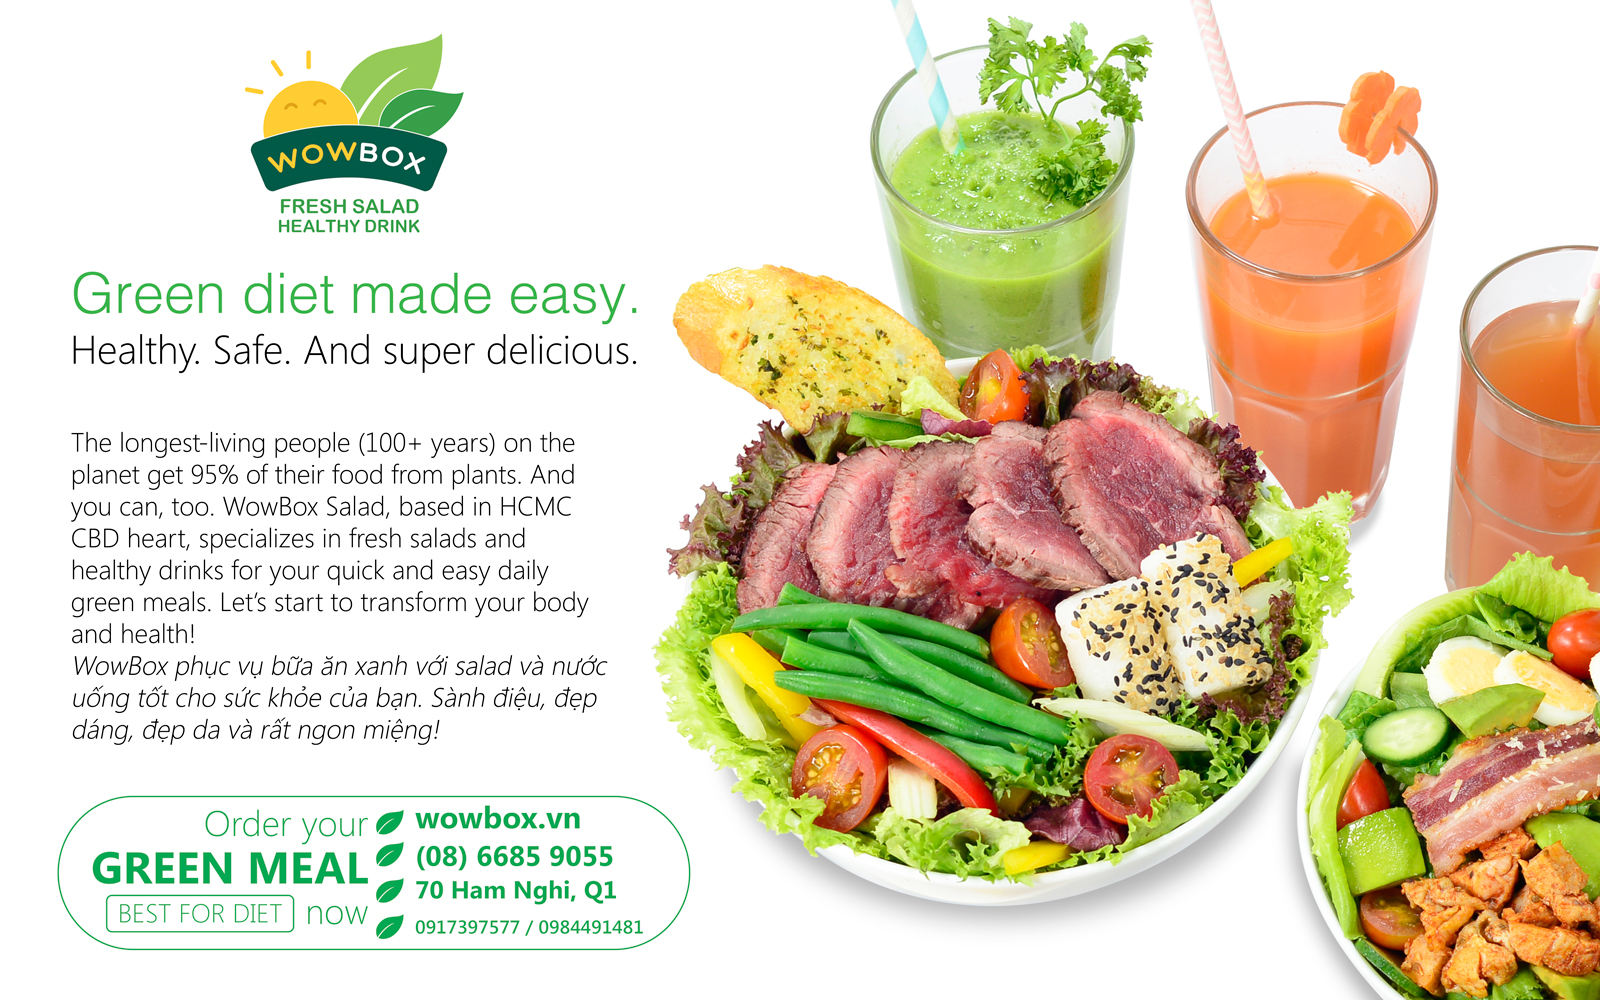 WOWBOX
FRESH SALAD
HEALTHY DRINK
Green diet made easy.
Healthy. Safe. And super delicious.
The longest-living people (100+ years) on the
planet get 95% of their food from plants. And
you can, too. WowBox Salad, based in HCMC
CBD heart, specializes in fresh salads and
healthy drinks for your quick and easy daily
green meals. Let’s start to transform your body
and health!
WowBox phục vụ bữa ăn xanh với salad và nước
uống tốt cho sức khỏe của bạn. Sành điệu, đẹp
dáng, đẹp da và rất ngon miệng!
Order your
GREEN MEAL
BEST FOR DIET now
wowbox.vn
(08) 6685 9055
70 Ham Nghi, Q1
0917397577 / 0984491481